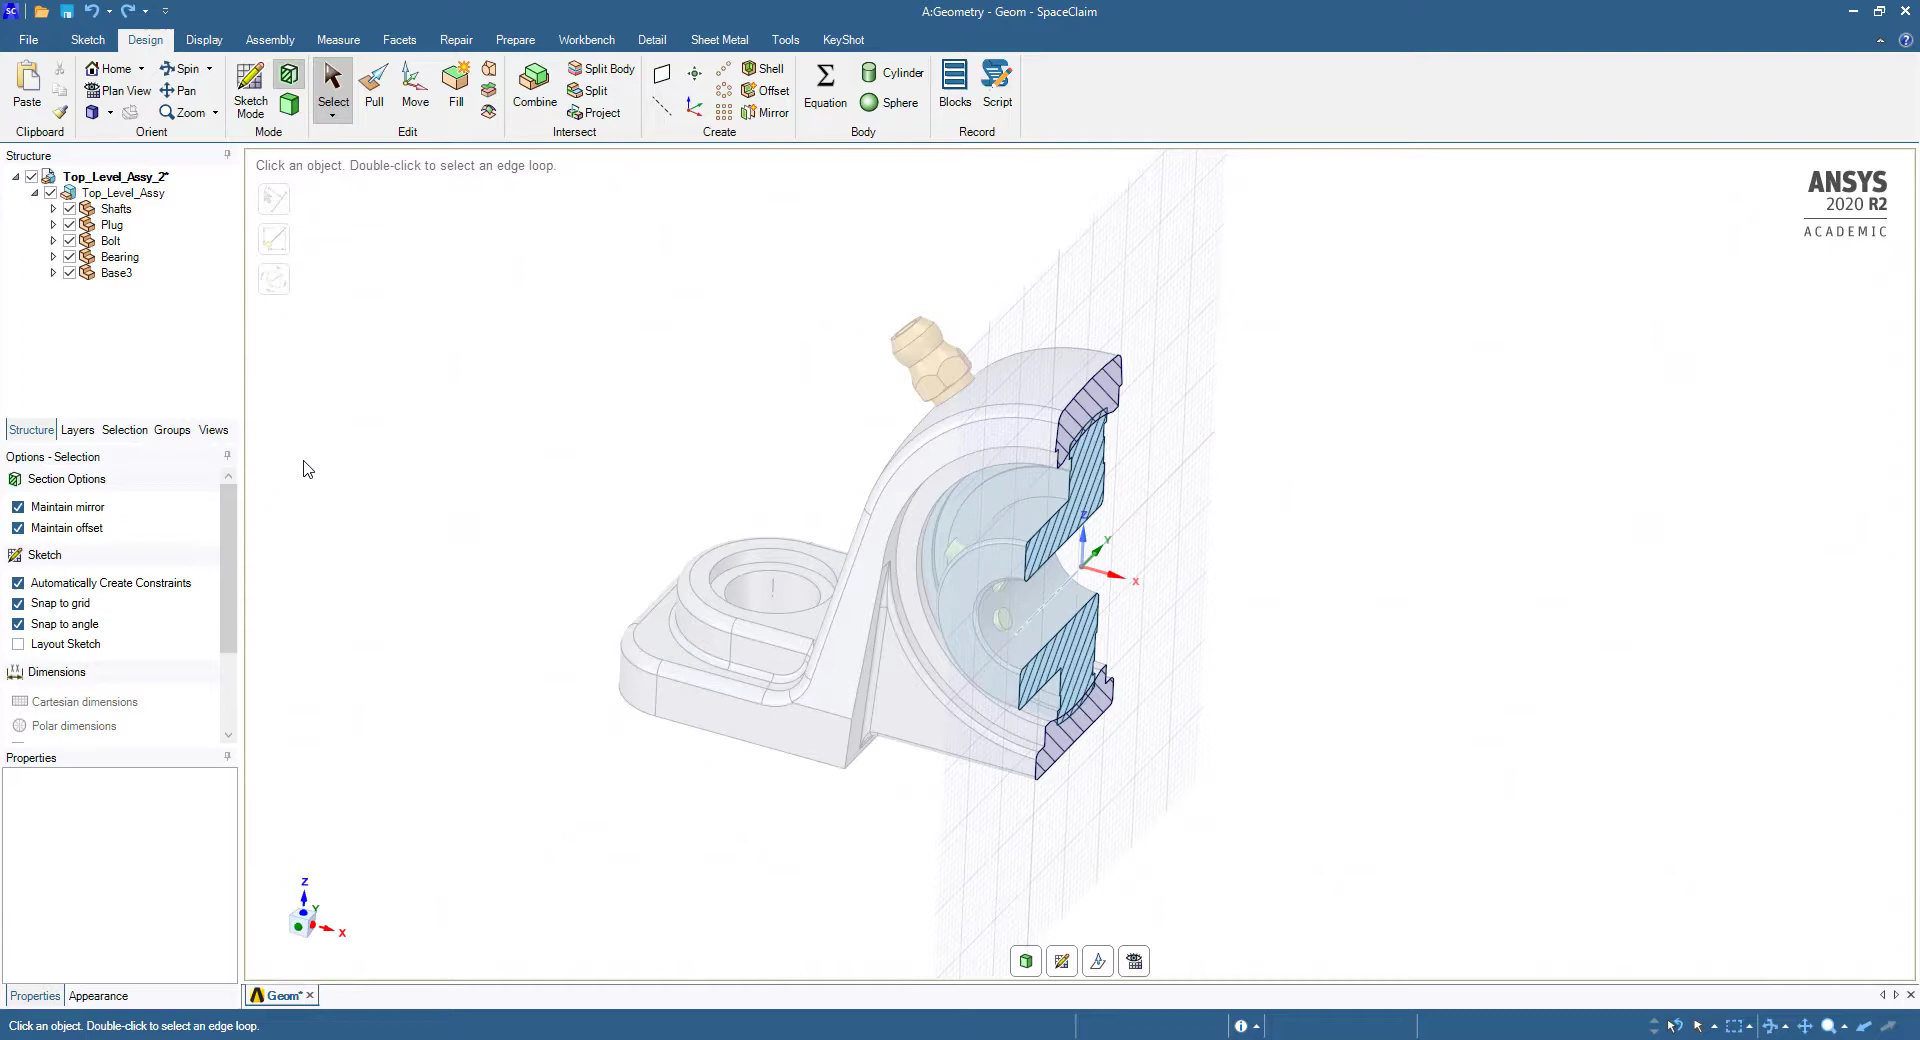 A:Geometry - Geom - SpaceClaim
File Sketch Design Display Assembly Measure Facets Repair Prepare Workbench Detail Sheet Metal Tools KeyShot
Paste
Clipboard
Home Spin
Plan View Pan
Zoom
Orient
Sketch Mode
Mode
Select Pull Move Fill
Edit
Combine
Split Body
Split
Project
Intersect
Shell
Offset
Mirror
Create
Equation
Cylinder
Sphere
Body
Blocks Script
Record
Structure
Top_Level_Assy_2*
Top_Level_Assy
Shafts
Plug
Bolt
Bearing
Base3
Structure Layers Selection Groups Views
Options - Selection
Section Options
Maintain mirror
Maintain offset
Sketch
Automatically Create Constraints
Snap to grid
Snap to angle
Layout Sketch
Dimensions
Cartesian dimensions
Polar dimensions
Properties
Properties Appearance
Click an object. Double-click to select an edge loop.
ANSYS
2020 R2
ACADEMIC
Z
Y
X
Z
Y
X
Geom*
Click an object. Double-click to select an edge loop.